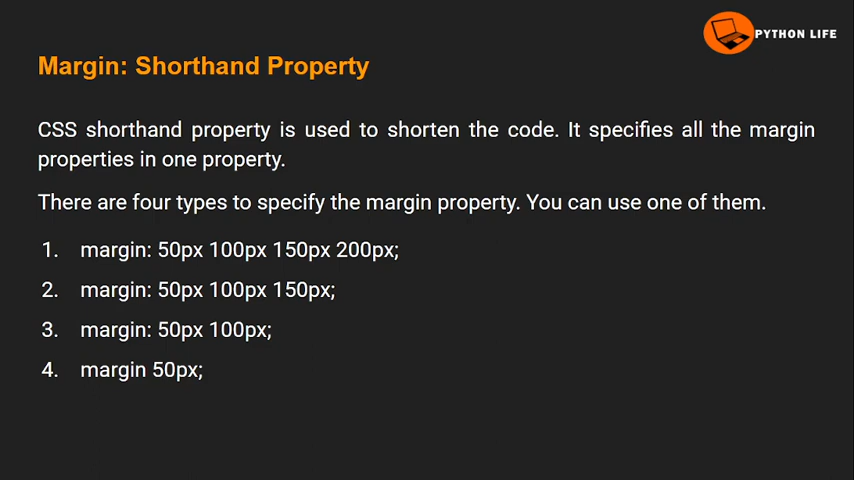 PYTHON LIFE
Margin: Shorthand Property
CSS shorthand property is used to shorten the code. It specifies all the margin
properties in one property.
There are four types to specify the margin property. You can use one of them.
1. margin: 50px 100px 150px 200px;
2. margin: 50px 100px 150px;
3. margin: 50px 100px;
4. margin 50px;